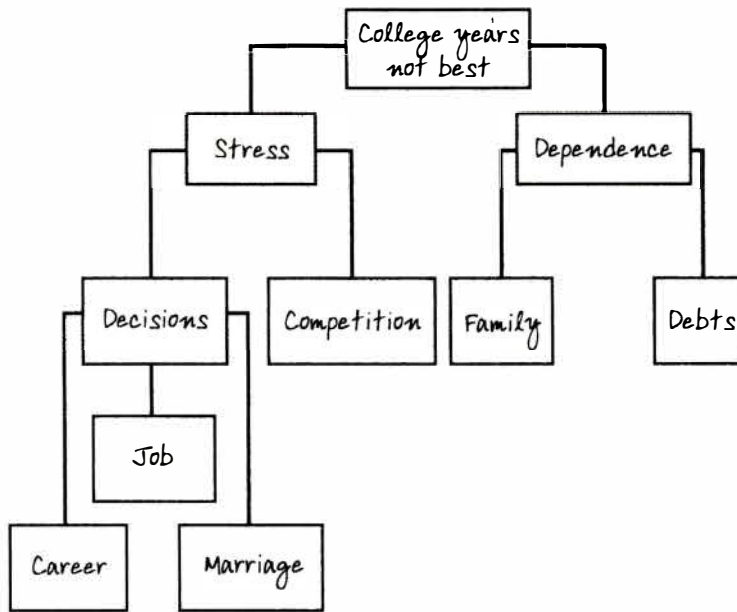 College years
not best
Stress
Dependence
Decisions
Competition
Family
Debts
Job
Career
Marriage